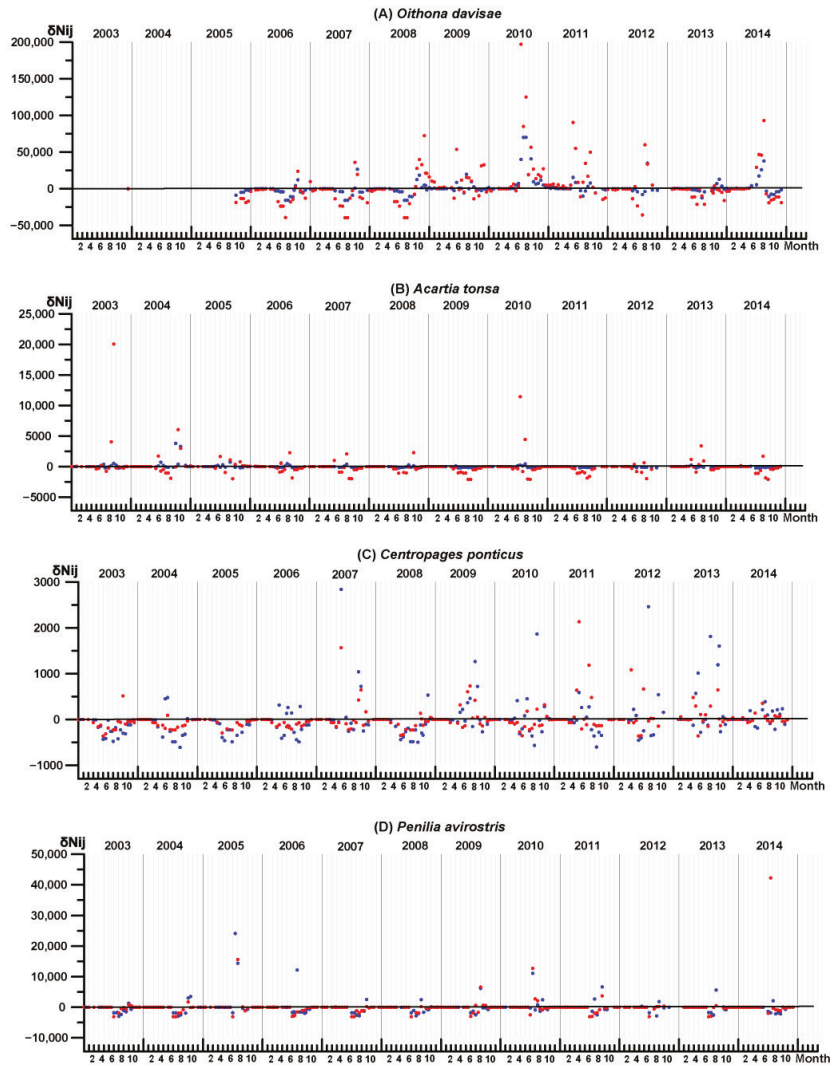 (A) Oithona davisae
δNij
2003 2004 2005 2006 2007 2008 2009 2010 2011 2012 2013 2014
200,000
150,000
100,000
50,000
0
−50,000
2 4 6 8 10 2 4 6 8 10 2 4 6 8 10 2 4 6 8 10 2 4 6 8 10 2 4 6 8 10 2 4 6 8 10 2 4 6 8 10 2 4 6 8 10 2 4 6 8 10 2 4 6 8 10 2 4 6 8 10 Month
(B) Acartia tonsa
δNij
2003 2004 2005 2006 2007 2008 2009 2010 2011 2012 2013 2014
25,000
20,000
15,000
10,000
5000
0
−5000
2 4 6 8 10 2 4 6 8 10 2 4 6 8 10 2 4 6 8 10 2 4 6 8 10 2 4 6 8 10 2 4 6 8 10 2 4 6 8 10 2 4 6 8 10 2 4 6 8 10 2 4 6 8 10 2 4 6 8 10 Month
(C) Centropages ponticus
δNij
2003 2004 2005 2006 2007 2008 2009 2010 2011 2012 2013 2014
3000
2000
1000
0
−1000
2 4 6 8 10 2 4 6 8 10 2 4 6 8 10 2 4 6 8 10 2 4 6 8 10 2 4 6 8 10 2 4 6 8 10 2 4 6 8 10 2 4 6 8 10 2 4 6 8 10 2 4 6 8 10 2 4 6 8 10 Month
(D) Penilia avirostris
δNij
2003 2004 2005 2006 2007 2008 2009 2010 2011 2012 2013 2014
50,000
40,000
30,000
20,000
10,000
0
−10,000
2 4 6 8 10 2 4 6 8 10 2 4 6 8 10 2 4 6 8 10 2 4 6 8 10 2 4 6 8 10 2 4 6 8 10 2 4 6 8 10 2 4 6 8 10 2 4 6 8 10 2 4 6 8 10 2 4 6 8 10 Month